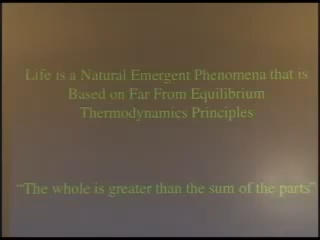 Life is a Natural Emergent Phenomena that is
Based on Far From Equilibrium
Thermodynamics Principles
“The whole is greater than the sum of the parts”